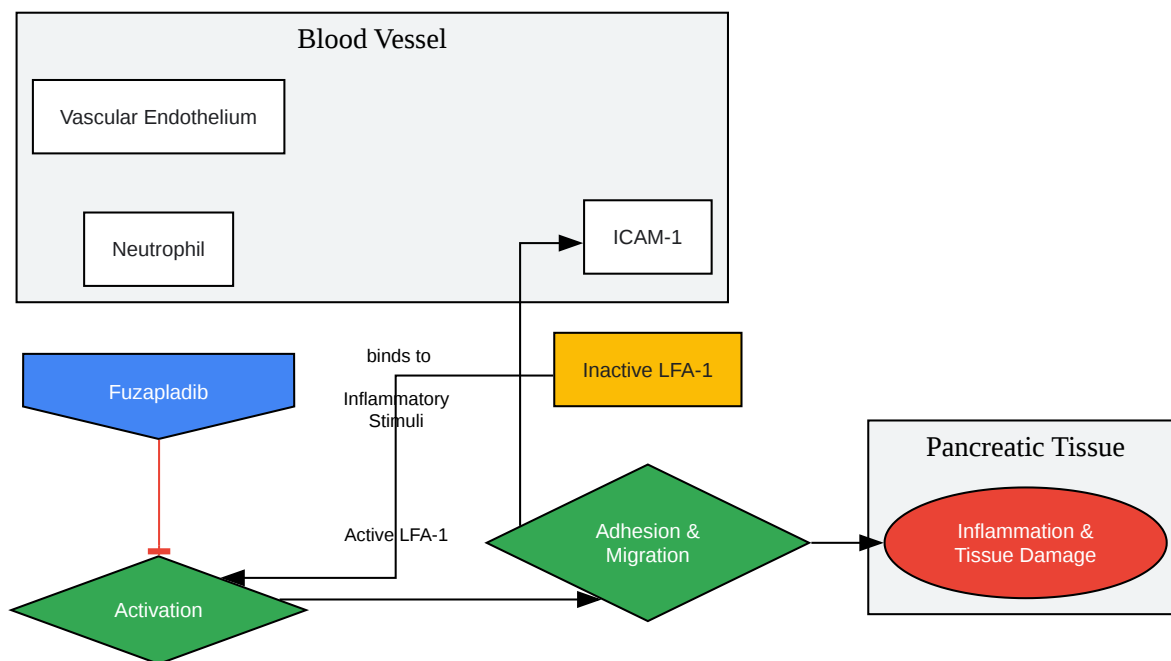 Blood Vessel
Vascular Endothelium
Neutrophil
ICAM-1
binds to
Inactive LFA-1
Fuzapladib
Inflammatory
Stimuli
Pancreatic Tissue
Active LFA-1
Adhesion &
Migration
Inflammation &
Tissue Damage
Activation